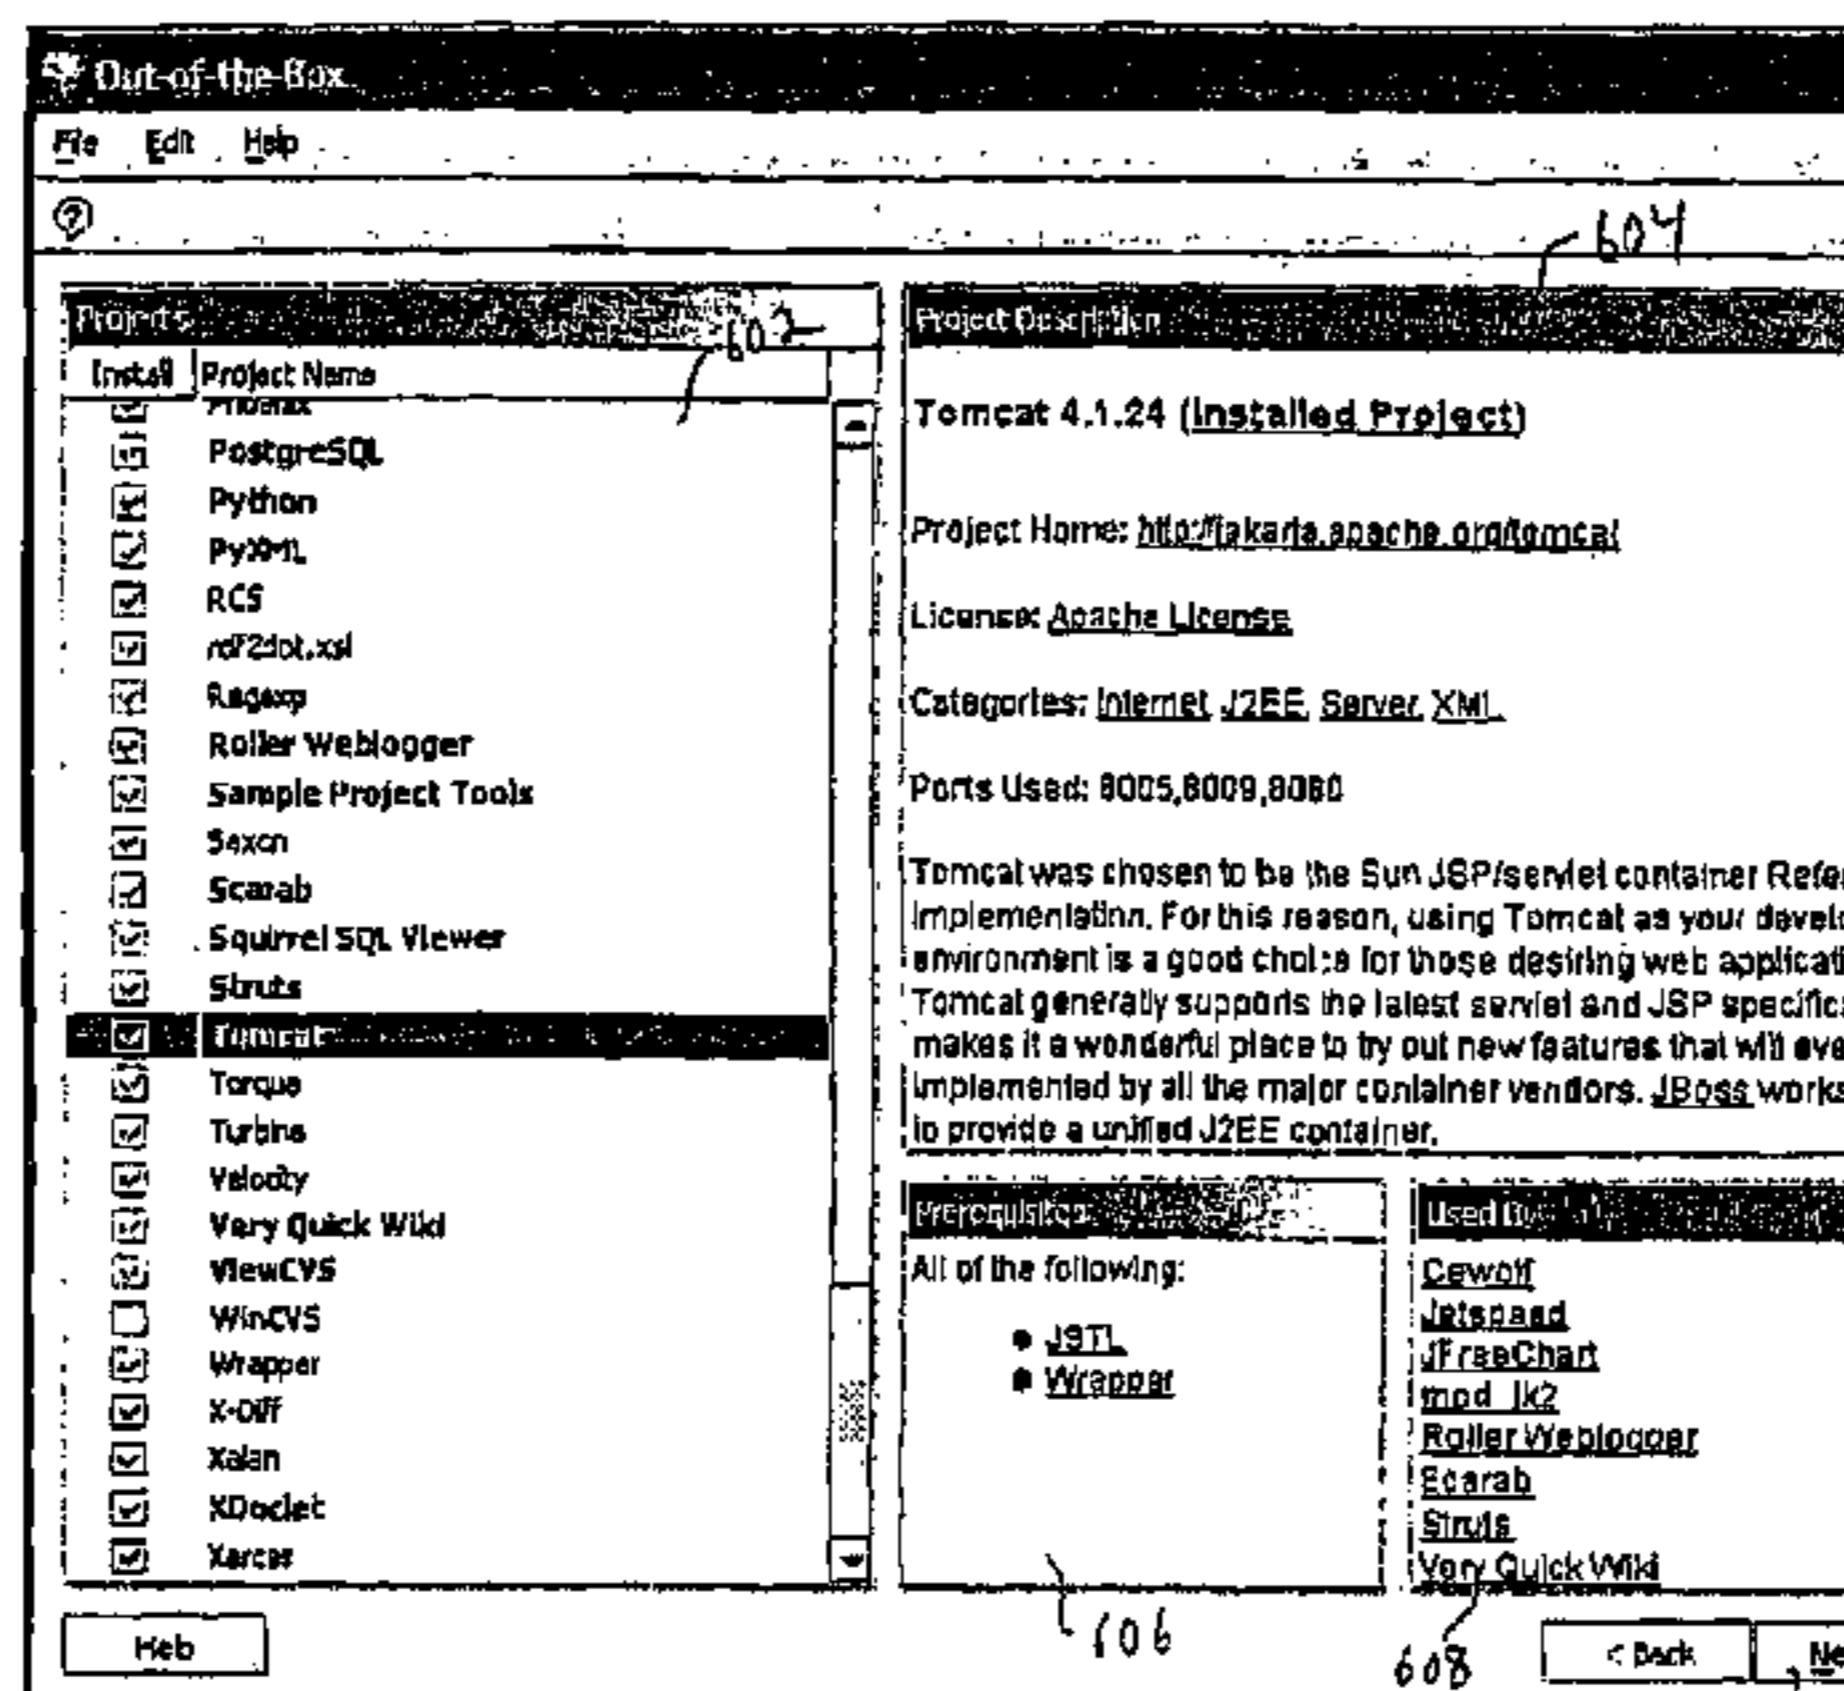 Out-of-the-Box
File Edit Help
604
Projects
602
Install Project Name
PostgreSQL
Python
PyXML
RCS
rdf2dot.xsl
Regexp
Roller Weblogger
Sample Project Tools
Saxon
Scarab
Squirrel SQL Viewer
Struts
Tomcat
Torque
Turbine
Velocity
Very Quick Wiki
ViewCVS
WinCVS
Wrapper
X-Diff
Xalan
XDoclet
Xerces
Help
Project Description
Tomcat 4.1.24 (Installed Project)
Project Home: http://jakarta.apache.org/tomcat
License: Apache License
Categories: Internet, J2EE, Server, XML
Ports Used: 8005,8009,8080
Tomcat was chosen to be the Sun JSP/servlet container Refe
implementation. For this reason, using Tomcat as your develo
environment is a good choice for those desiring web applicati
Tomcat generally supports the latest servlet and JSP specific
makes it a wonderful place to try out new features that will eve
implemented by all the major container vendors. JBoss works
to provide a unified J2EE container.
Prerequisites
All of the following:
• JSTL
• Wrapper
606
Used By
Cewolf
Jetspeed
JFreeChart
mod_jk2
Roller Weblogger
Scarab
Struts
Very Quick Wiki
608
< Back
Ne